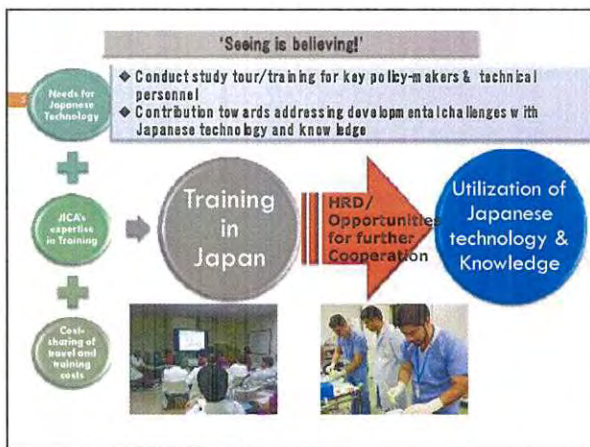 'Seeing is believing!'
❖ Conduct study tour/training for key policy-makers & technical
personnel
❖ Contribution towards addressing developmental challenges with
Japanese technology and knowledge
Needs for
Japanese
Technology
JICA's
expertise
in Training
Cost-
sharing of
travel and
training
costs
Training
in
Japan
HRD/
Opportunities
for further
Cooperation
Utilization of
Japanese
technology &
Knowledge